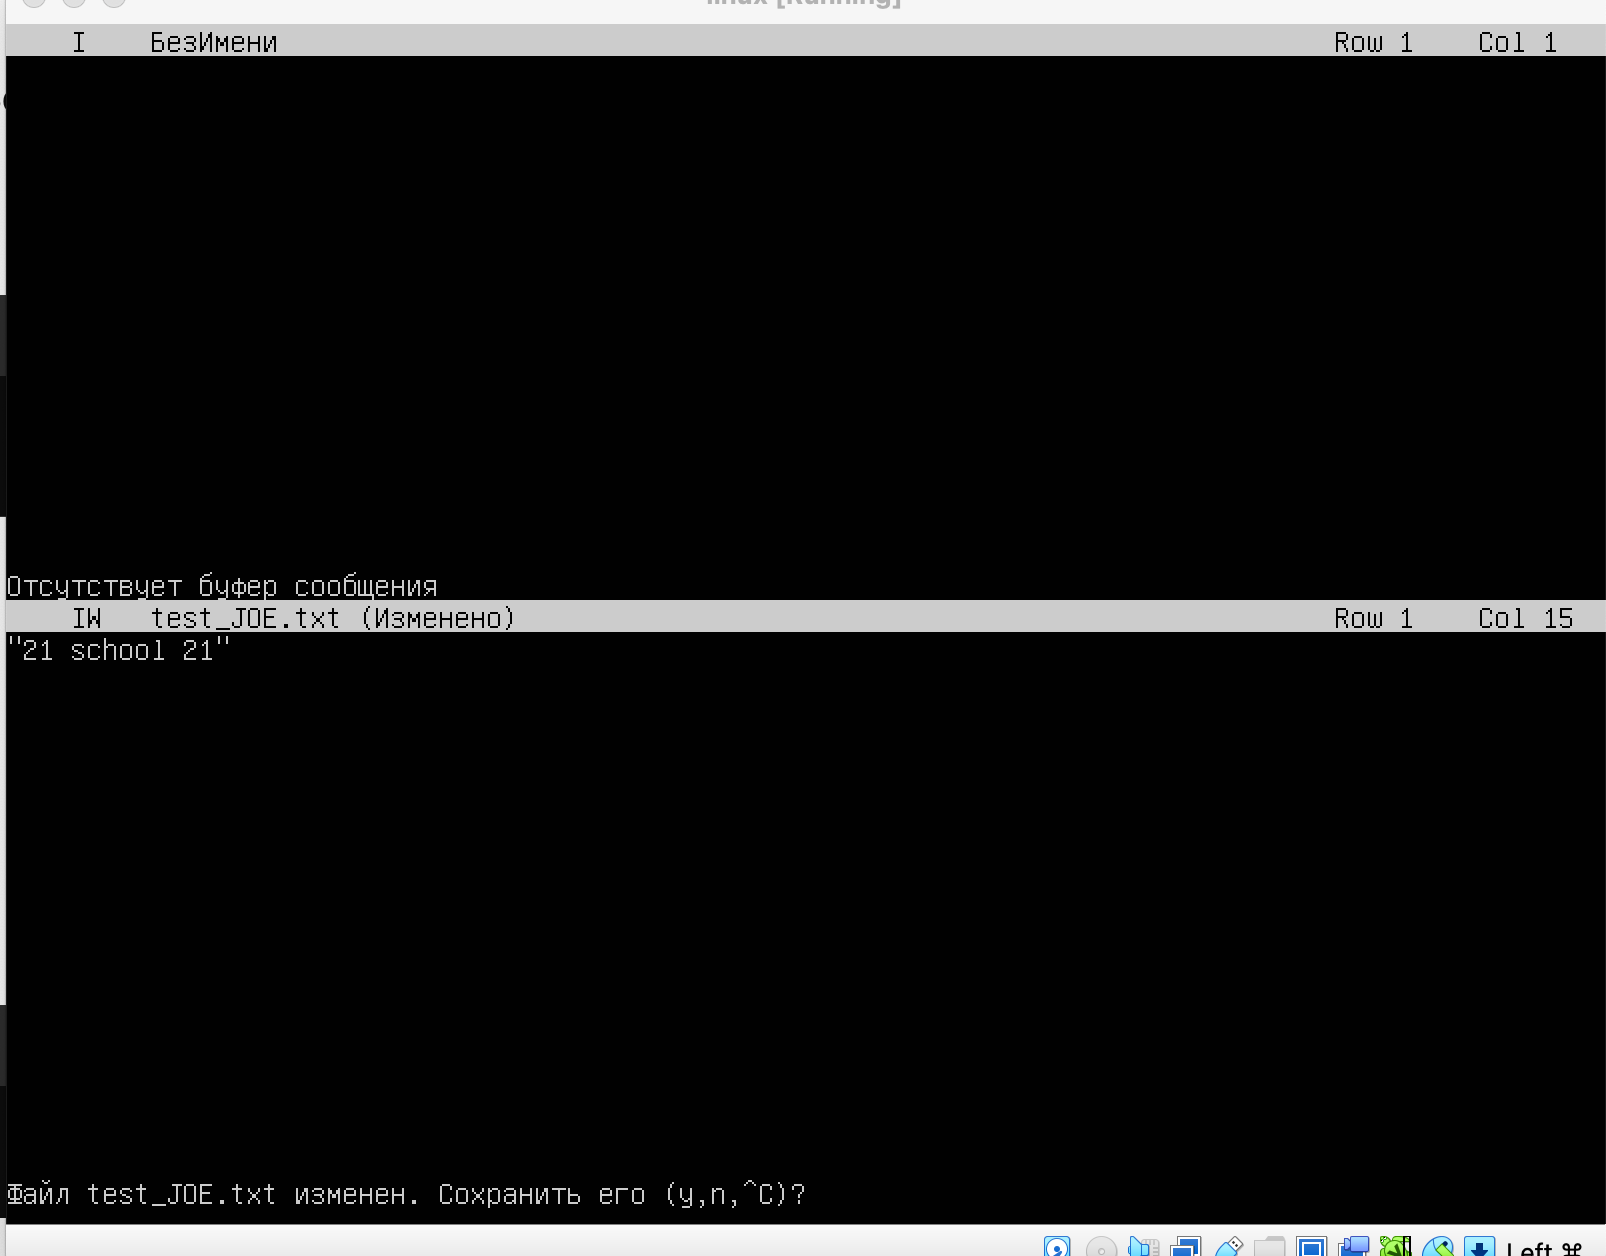 linux [Running]
I БезИмени Row 1 Col 1
Отсутствует буфер сообщения
IW test_JOE.txt (Изменено) Row 1 Col 15
"21 school 21"
Файл test_JOE.txt изменен. Сохранить его (y,n,^C)?
Left ⌘